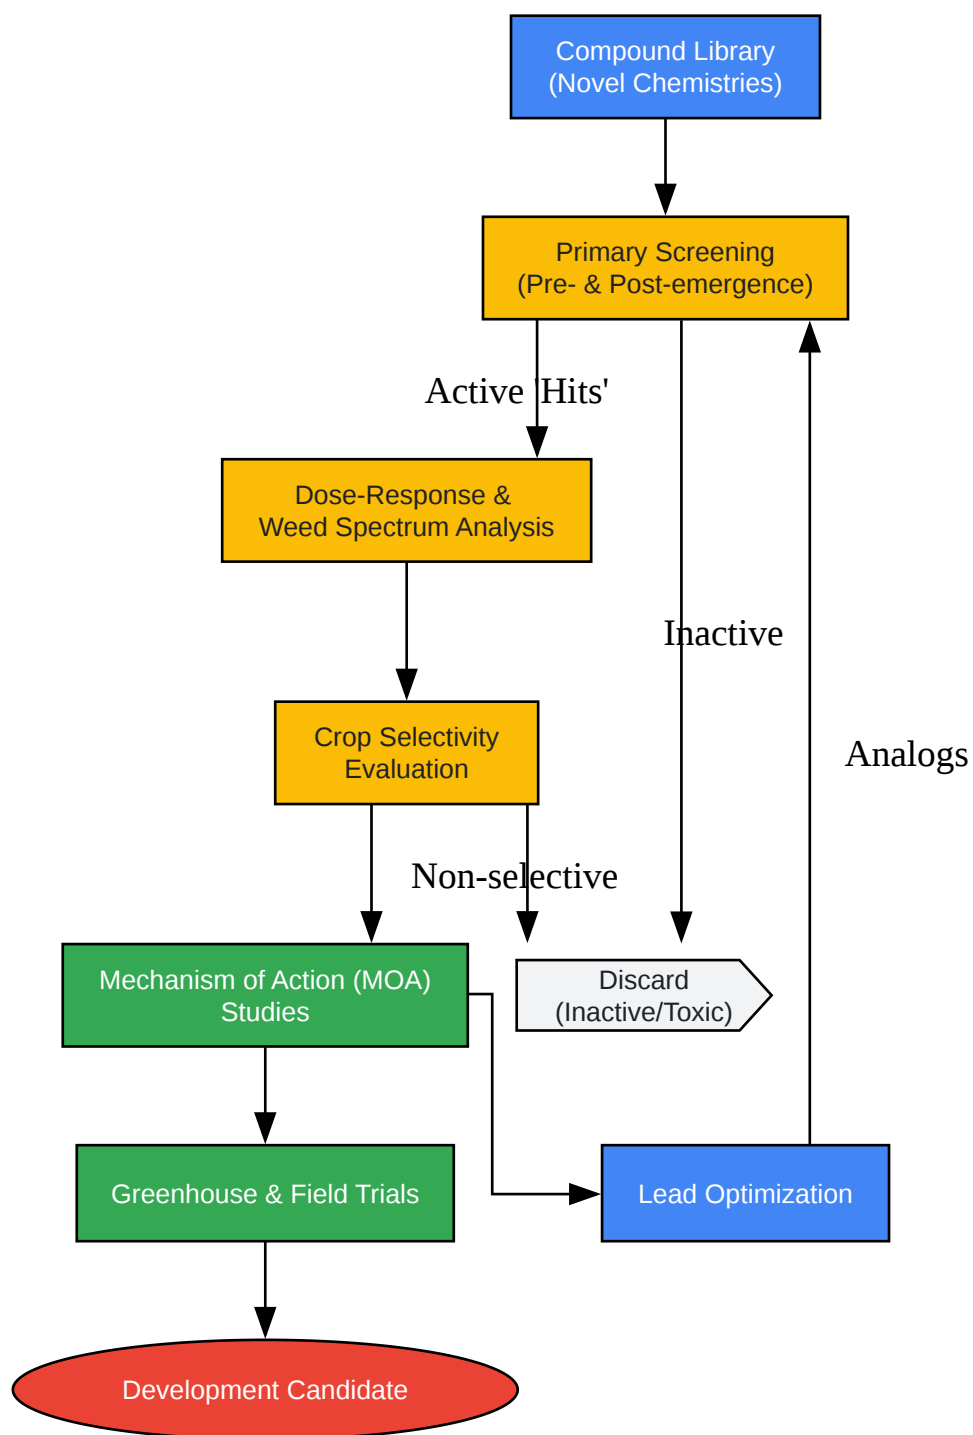 Compound Library
(Novel Chemistries)
Primary Screening
(Pre- & Post-emergence)
Active 'Hits'
Dose-Response &
Weed Spectrum Analysis
Inactive
Crop Selectivity
Evaluation
Analogs
Non-selective
Mechanism of Action (MOA)
Studies
Discard
(Inactive/Toxic)
Greenhouse & Field Trials
Lead Optimization
Development Candidate